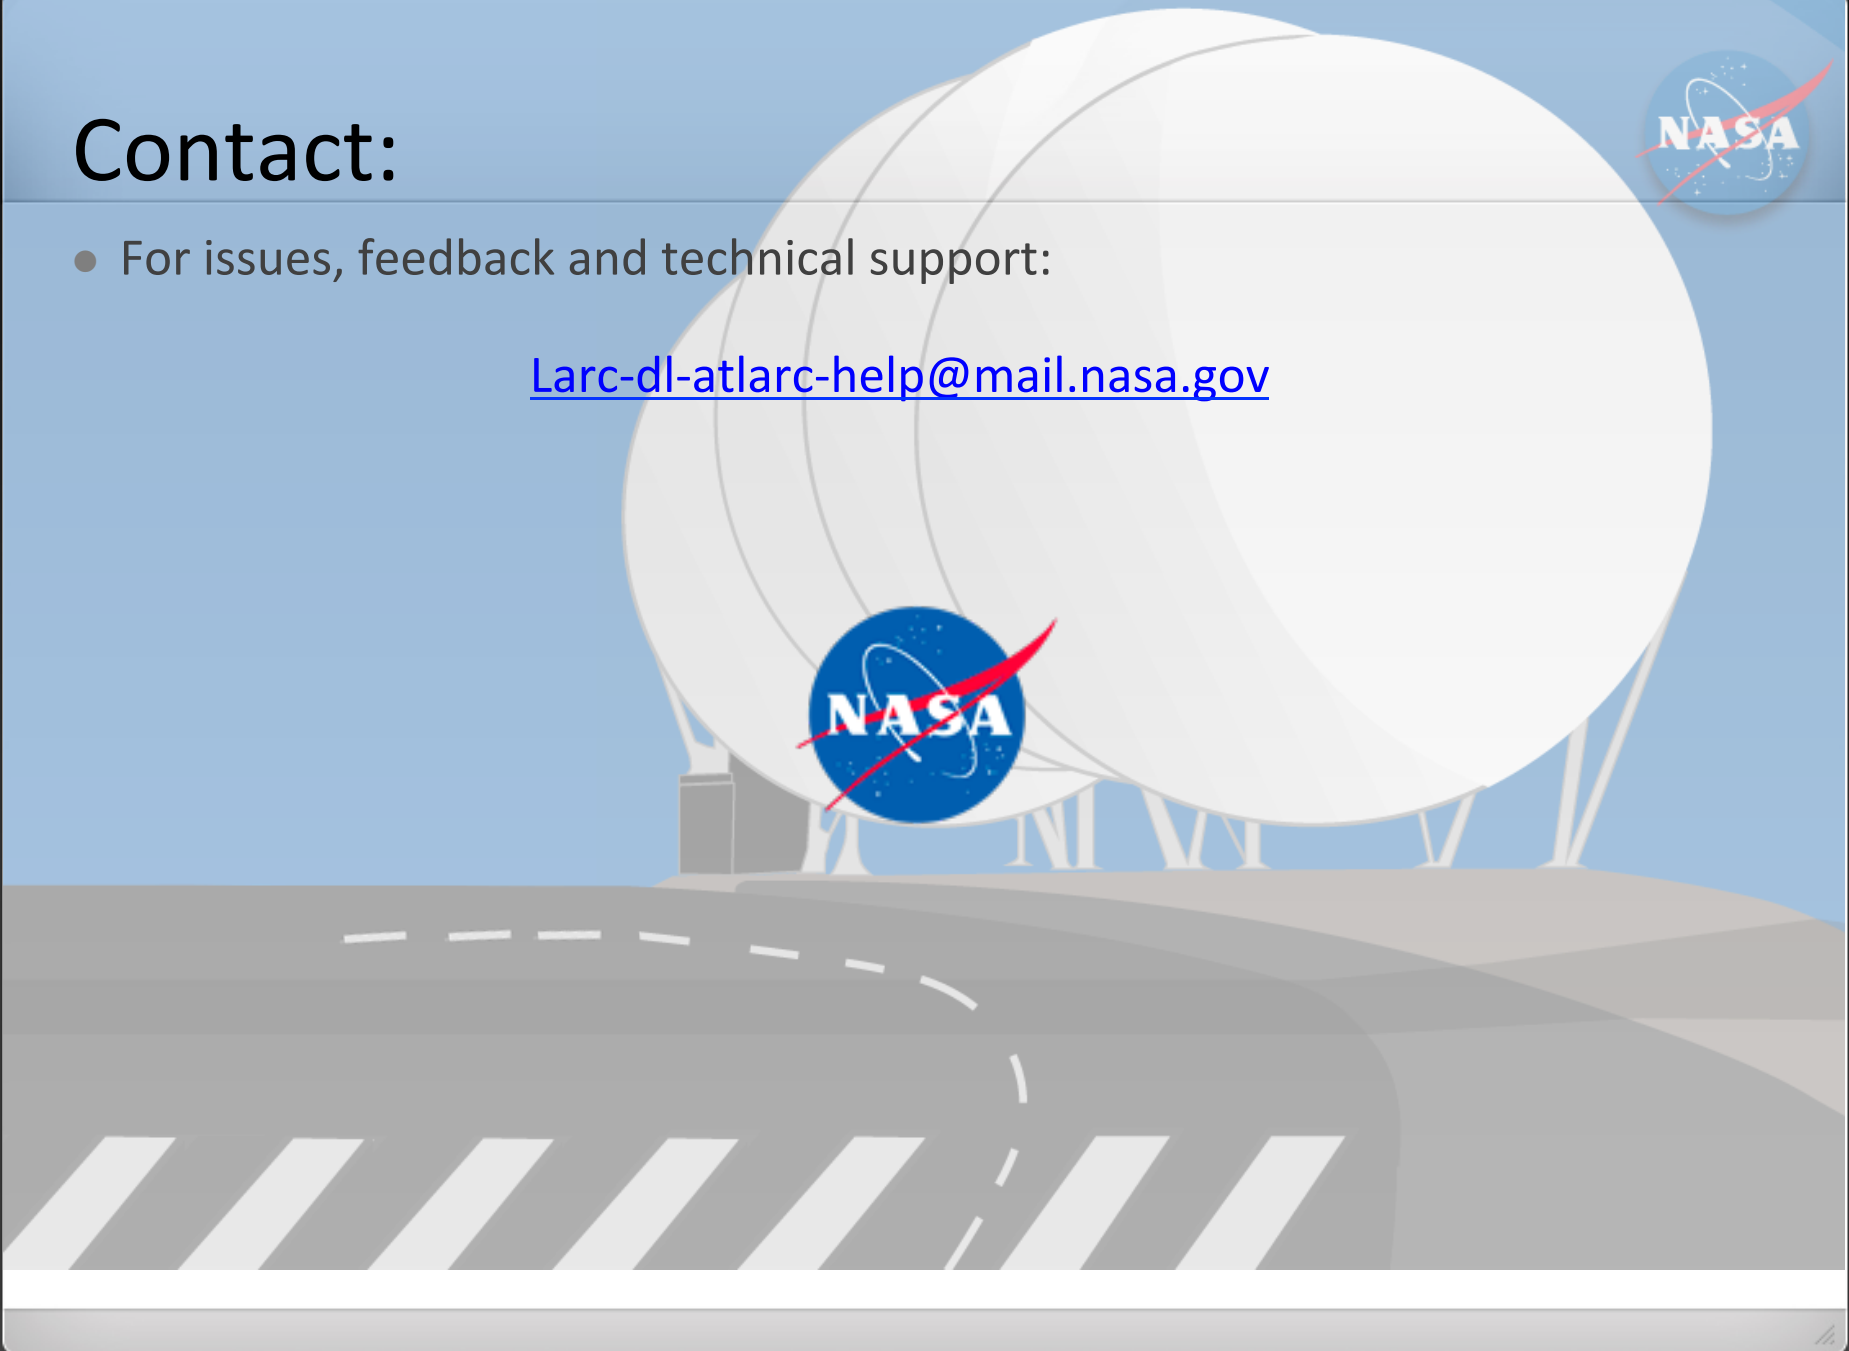 NASA
Contact:
For issues, feedback and technical support:
Larc-dl-atlarc-help@mail.nasa.gov
NASA